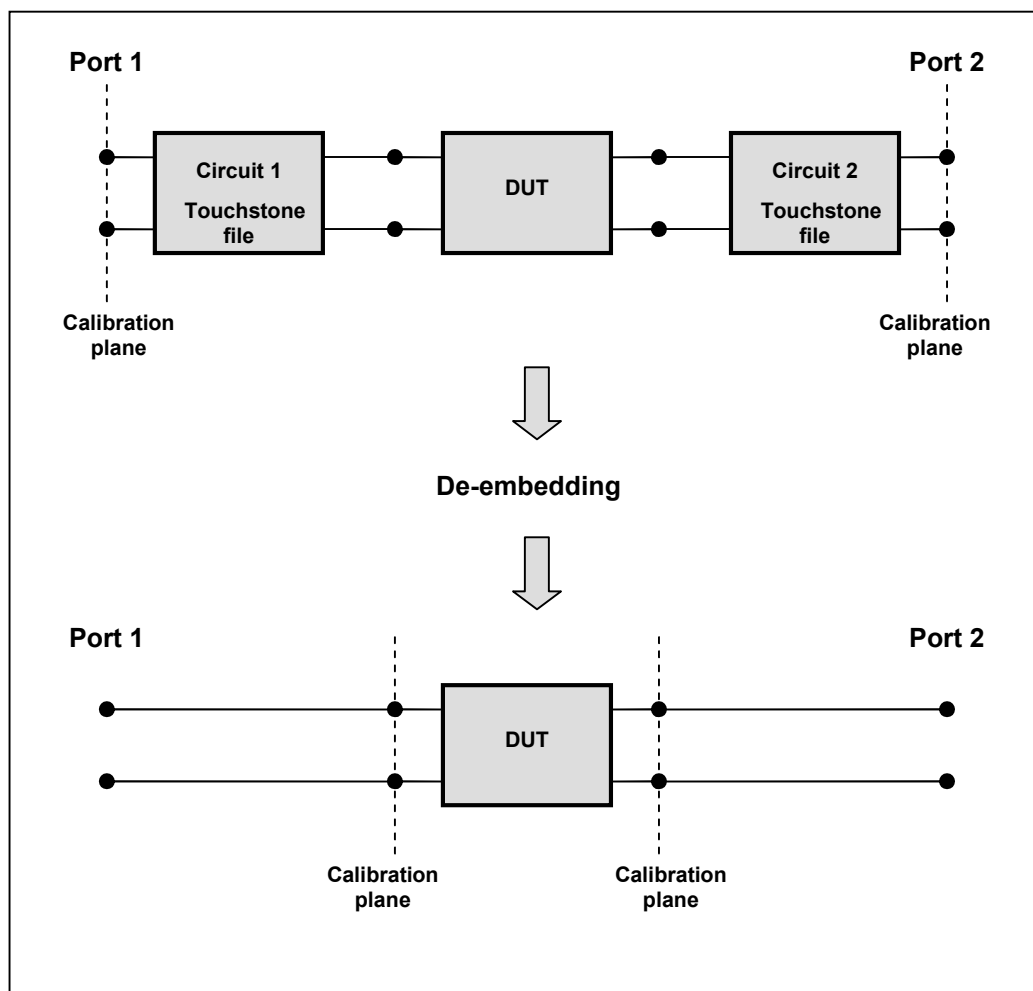 Port 1
Port 2
Circuit 1
Touchstone
file
DUT
Circuit 2
Touchstone
file
Calibration
plane
Calibration
plane
De-embedding
Port 1
Port 2
DUT
Calibration
plane
Calibration
plane